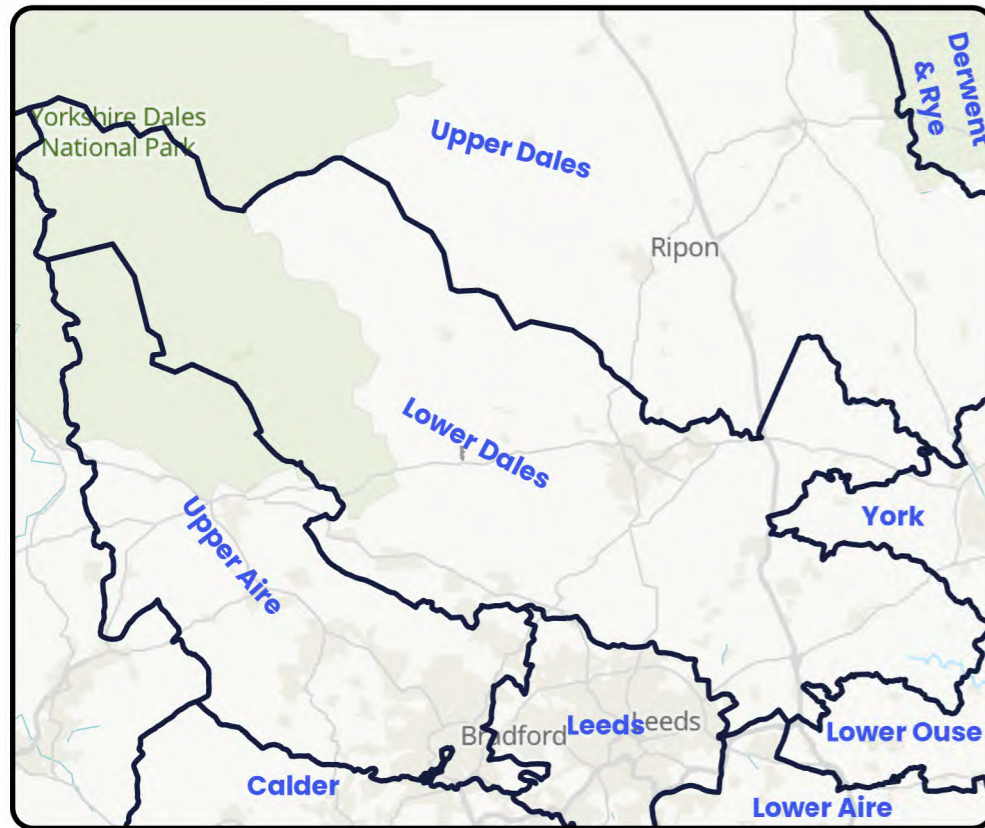 Derwent
& Rye
Yorkshire Dales
National Park
Upper Dales
Ripon
Lower Dales
Upper Aire
York
Bradford
Leeds
Leeds
Lower Ouse
Calder
Lower Aire